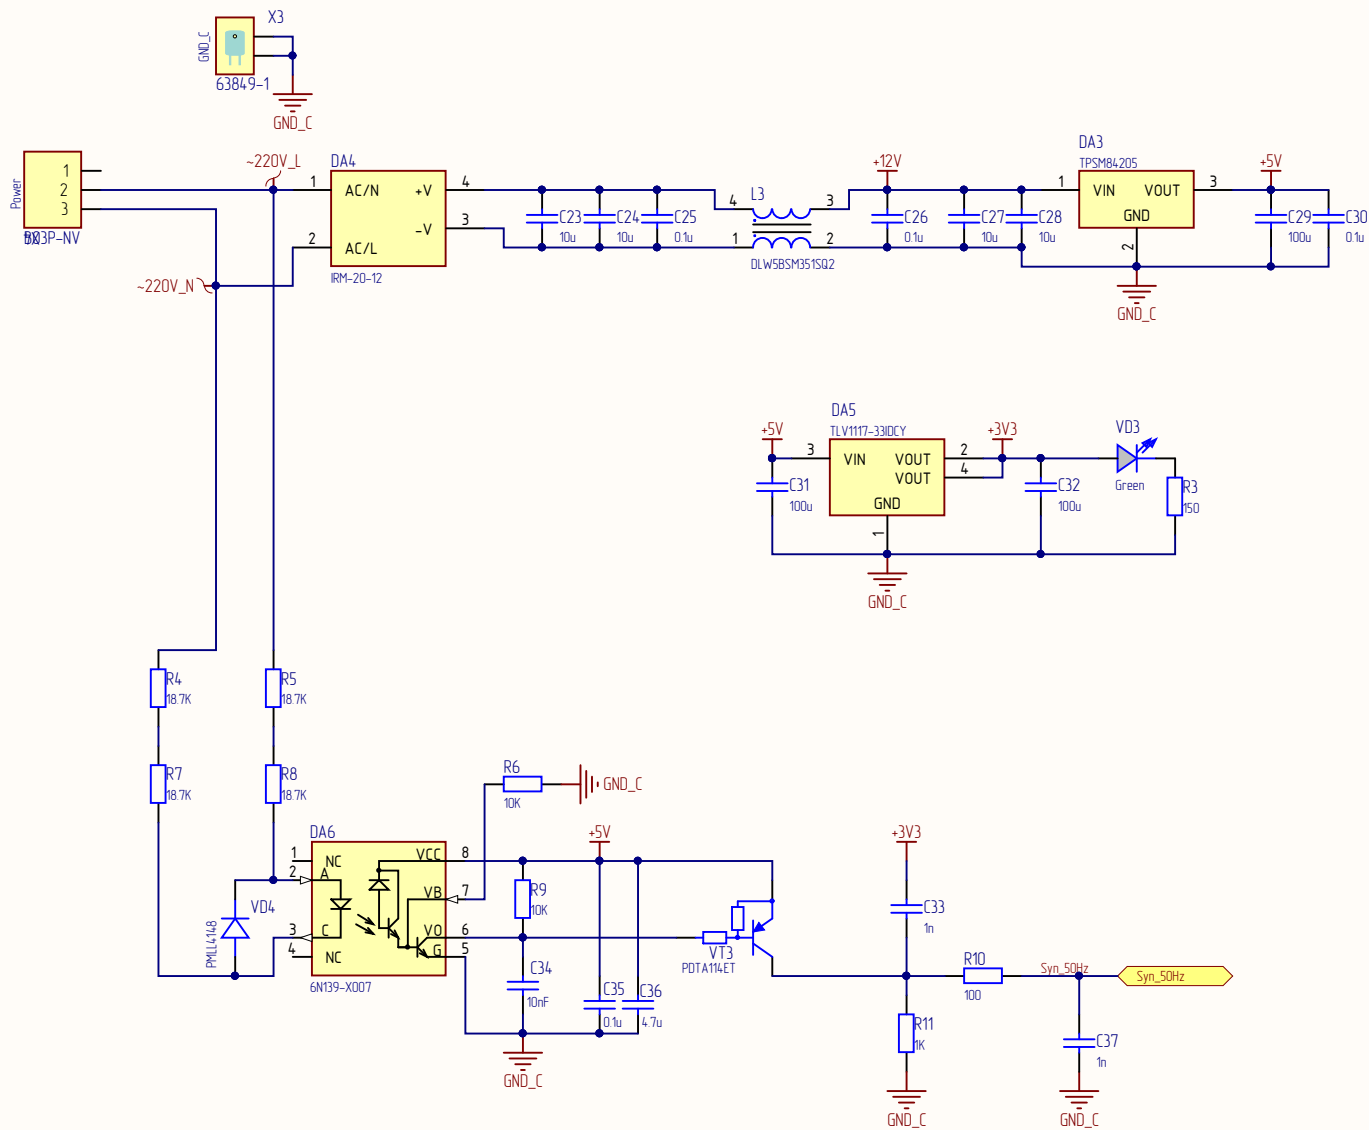 X3
GND_C
63849-1
GND_C
Power
1
2
3
B03P-NV
~220V_L
~220V_N
DA4
1 AC/N +V 4
-V 3
2 AC/L
IRM-20-12
C23
10u
C24
10u
C25
0.1u
L3
4 3
1 2
DLW5BSM351SQ2
+12V
C26
0.1u
C27
10u
C28
10u
DA3
TPSM84205
1 VIN VOUT 3
GND
2
GND_C
+5V
C29
100u
C30
0.1u
DA5
TLV1117-33IDCY
+5V
3 VIN VOUT 2
VOUT 4
GND
1
C31
100u
+3V3
C32
100u
VD3
Green
R3
150
GND_C
R4
18.7K
R5
18.7K
R7
18.7K
R8
18.7K
R6
10K
GND_C
DA6
1 NC VCC 8
2 A VB 7
3 C VO 6
4 NC G 5
6N139-X007
VD4
PMLL4148
+5V
R9
10K
C34
10nF
C35
0.1u
C36
4.7u
GND_C
VT3
PDTA114ET
+3V3
C33
1n
R10
100
Syn_50Hz
Syn_50Hz
R11
1K
C37
1n
GND_C
GND_C